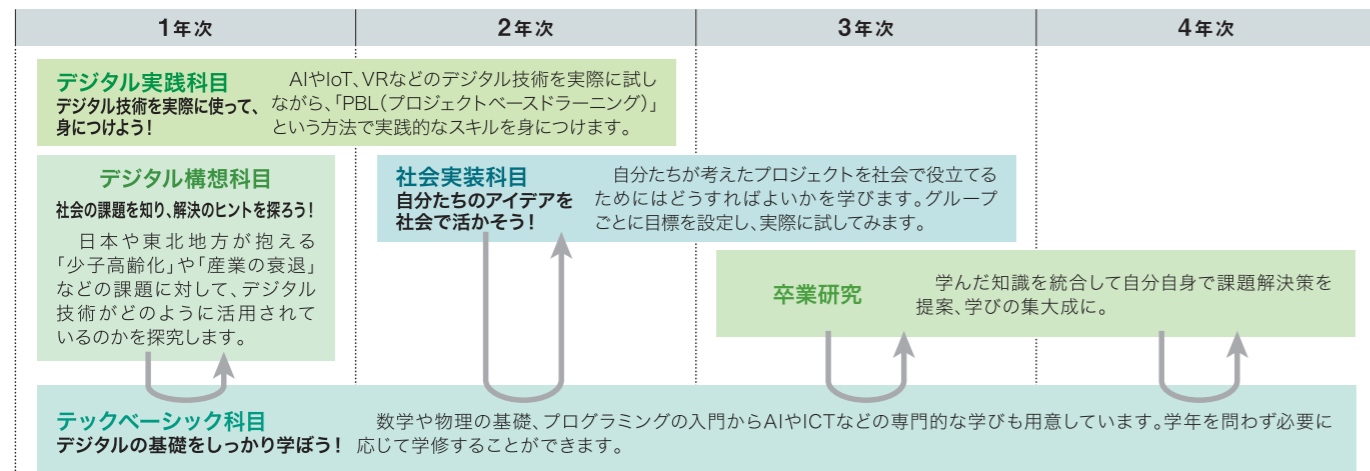 1年次
2年次
3年次
4年次
デジタル実践科目
デジタル技術を実際に使って、
身につけよう！
AIやIoT、VRなどのデジタル技術を実際に試し
ながら、「PBL（プロジェクトベースドラーニング）」
という方法で実践的なスキルを身につけます。
デジタル構想科目
社会の課題を知り、解決のヒントを探ろう！
日本や東北地方が抱える
「少子高齢化」や「産業の衰退」
などの課題に対して、デジタル
技術がどのように活用されて
いるのかを探究します。
社会実装科目
自分たちのアイデアを
社会で活かそう！
自分たちが考えたプロジェクトを社会で役立てる
ためにはどうすればよいかを学びます。グループ
ごとに目標を設定し、実際に試してみます。
卒業研究
学んだ知識を統合して自分自身で課題解決策を
提案、学びの集大成に。
テックベーシック科目
デジタルの基礎をしっかり学ぼう！
数学や物理の基礎、プログラミングの入門からAIやICTなどの専門的な学びも用意しています。学年を問わず必要に
応じて学修することができます。